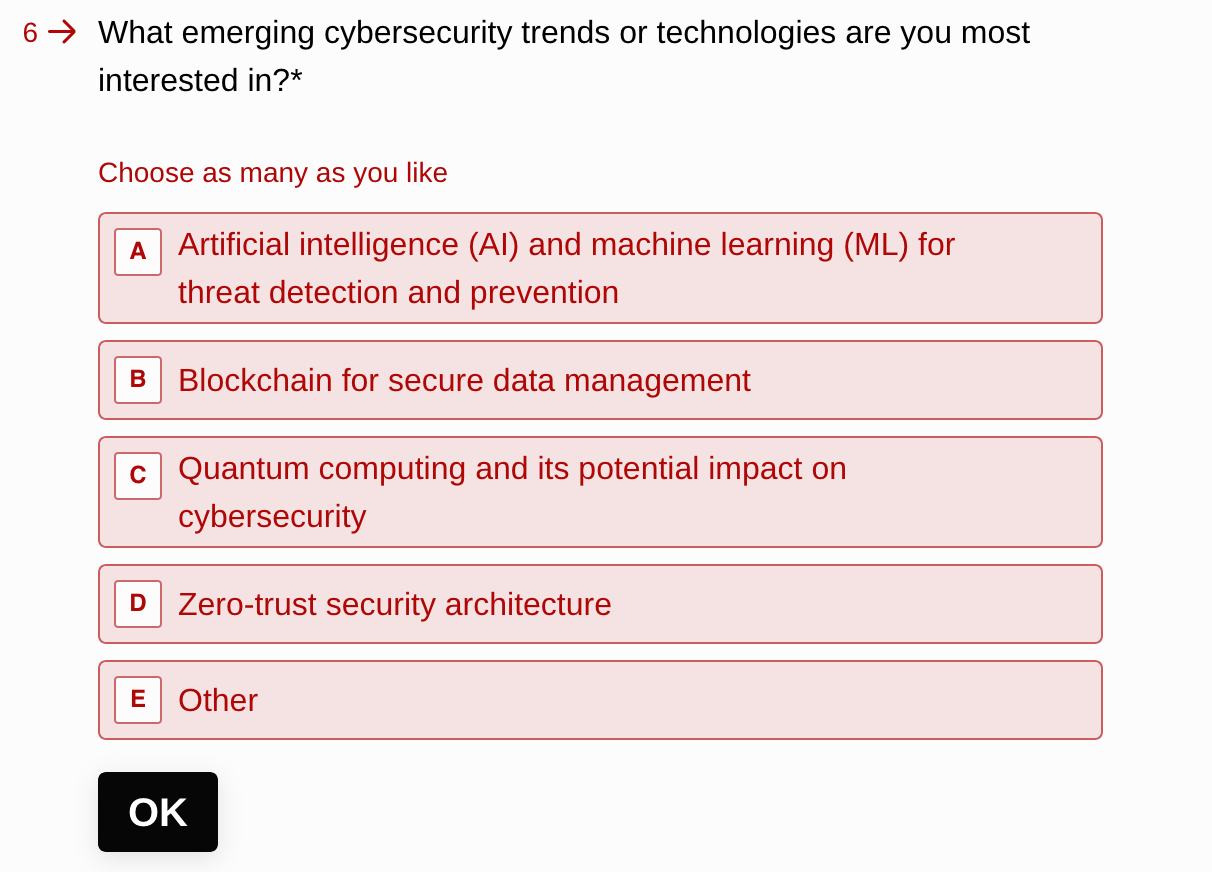 6 → What emerging cybersecurity trends or technologies are you most
interested in?*
Choose as many as you like
A Artificial intelligence (AI) and machine learning (ML) for
threat detection and prevention
B Blockchain for secure data management
C Quantum computing and its potential impact on
cybersecurity
D Zero-trust security architecture
E Other
OK